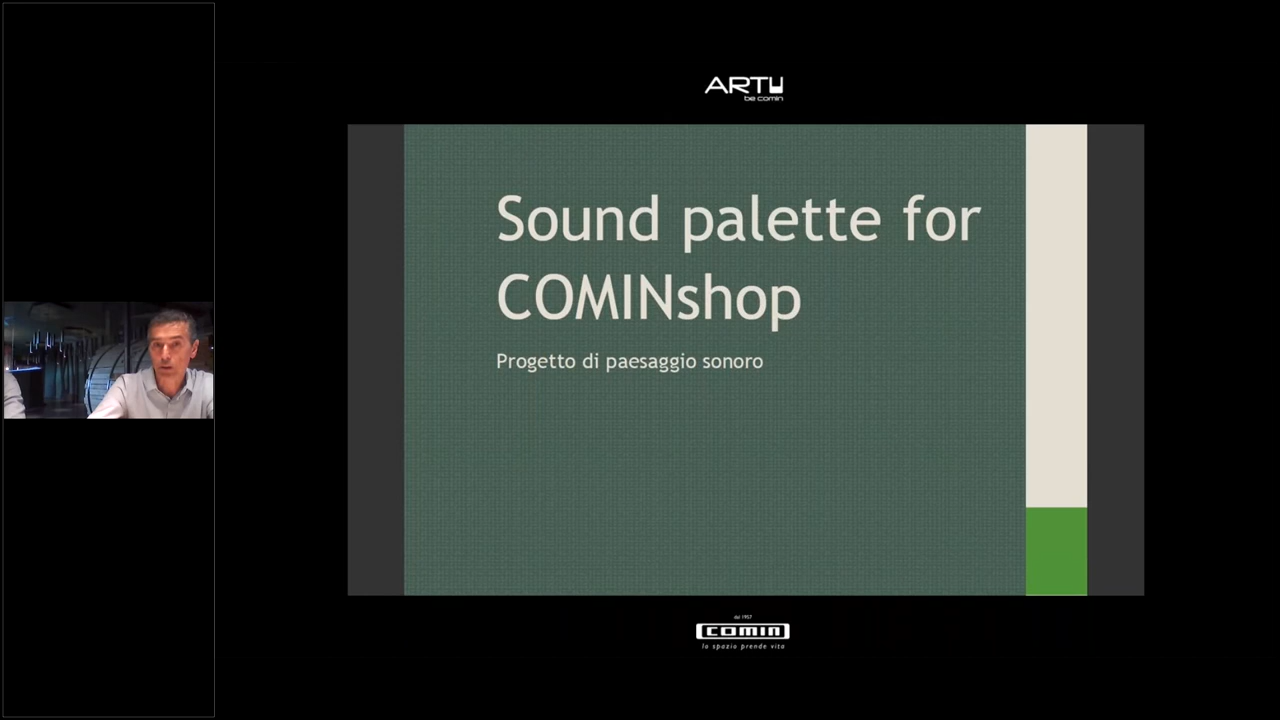 ARTU
be comin
Sound palette for
COMINshop
Progetto di paesaggio sonoro
dal 1957
comin
lo spazio prende vita